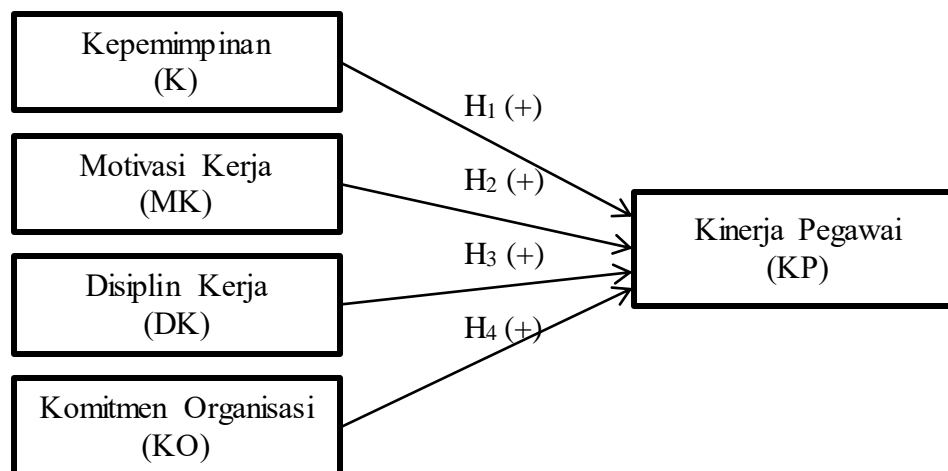 Kepemimpinan
(K)
H₁ (+)
Motivasi Kerja
(MK)
H₂ (+)
Kinerja Pegawai
(KP)
H₃ (+)
Disiplin Kerja
(DK)
H₄ (+)
Komitmen Organisasi
(KO)